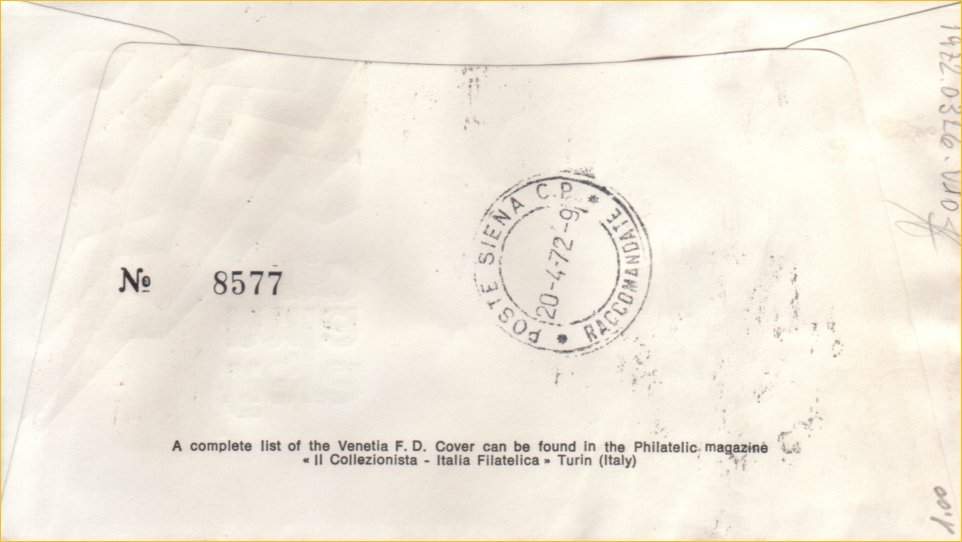 Nº 8577
POSTE SIENA C.P.
20-4-72-9
RACCOMANDATE
A complete list of the Venetia F. D. Cover can be found in the Philatelic magazine
« Il Collezionista - Italia Filatelica » Turin (Italy)